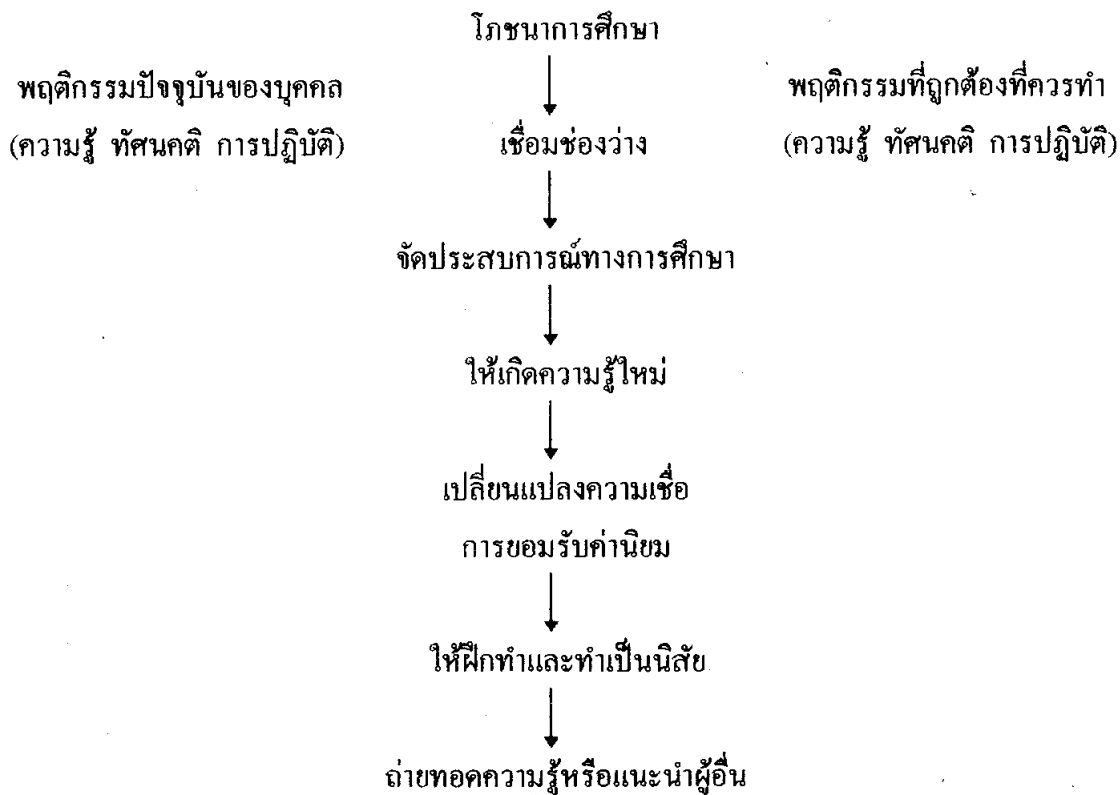 โภชนาการศึกษา
พฤติกรรมปัจจุบันของบุคคล
(ความรู้ ทัศนคติ การปฏิบัติ)
เชื่อมช่องว่าง
พฤติกรรมที่ถูกต้องที่ควรทำ
(ความรู้ ทัศนคติ การปฏิบัติ)
จัดประสบการณ์ทางการศึกษา
ให้เกิดความรู้ใหม่
เปลี่ยนแปลงความเชื่อ
การยอมรับค่านิยม
ให้ฝึกทำและทำเป็นนิสัย
ถ่ายทอดความรู้หรือแนะนำผู้อื่น